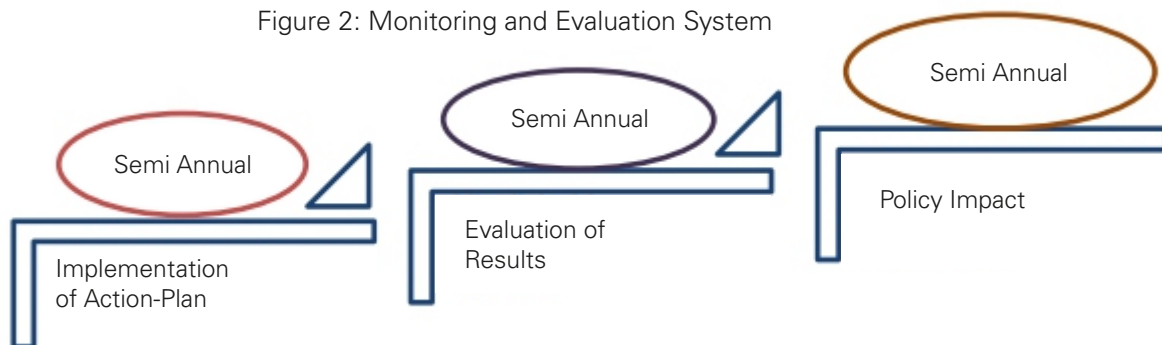 Figure 2: Monitoring and Evaluation System
Semi Annual
Implementation
of Action-Plan
Semi Annual
Evaluation of
Results
Semi Annual
Policy Impact